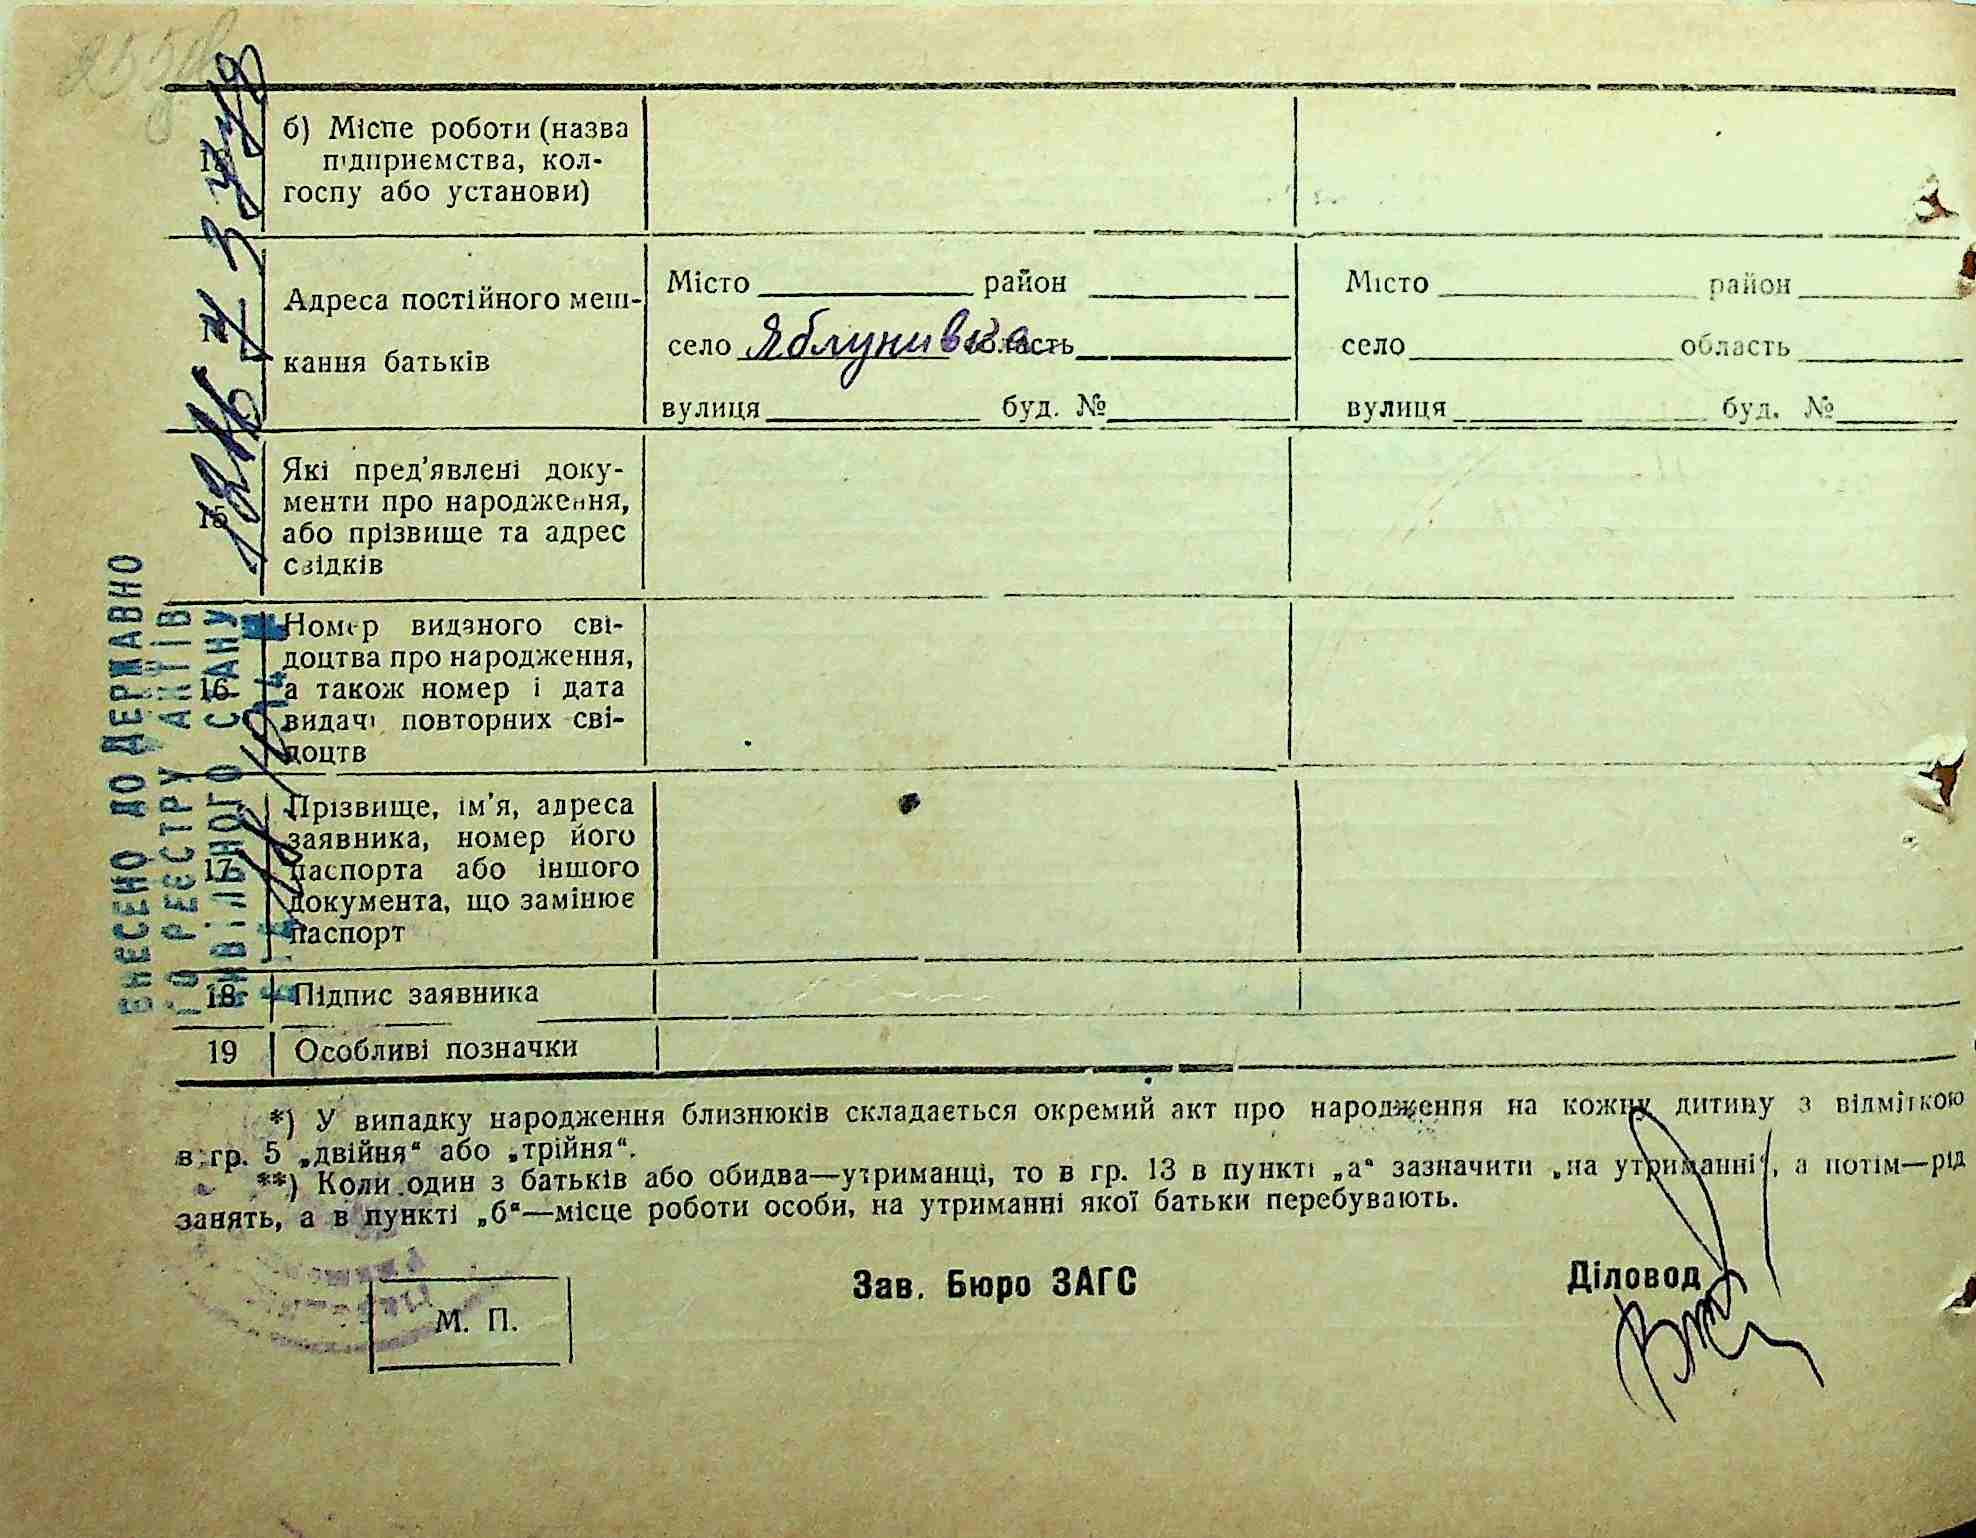 б) Місце роботи (назва
підприємства, кол-
госпу або установи)
Адреса постійного меш-
кання батьків
Місто район
село Яблунивка область
вулиця буд. №
Місто район
село область
вулиця буд. №
15
Які пред'явлені доку-
менти про народження,
або прізвище та адрес
свідків
16
Номер виданого сві-
доцтва про народження,
а також номер і дата
видачі повторних сві-
доцтв
17
Прізвище, ім'я, адреса
заявника, номер його
паспорта або іншого
документа, що замінює
паспорт
18
Підпис заявника
19
Особливі позначки
ВНЕСЕНО ДО ДЕРЖАВНО
ГО РЕЄСТРУ АКТІВ
ЦИВІЛЬНОГО СТАНУ
*) У випадку народження близнюків складається окремий акт про народження на кожну дитину з відміткою
в гр. 5 „двійня“ або „трійня“.
**) Коли один з батьків або обидва—утриманці, то в гр. 13 в пункті „а“ зазначити „на утриманні“, а потім—рід
занять, а в пункті „б“—місце роботи особи, на утриманні якої батьки перебувають.
М. П.
Зав. Бюро ЗАГС
Діловод